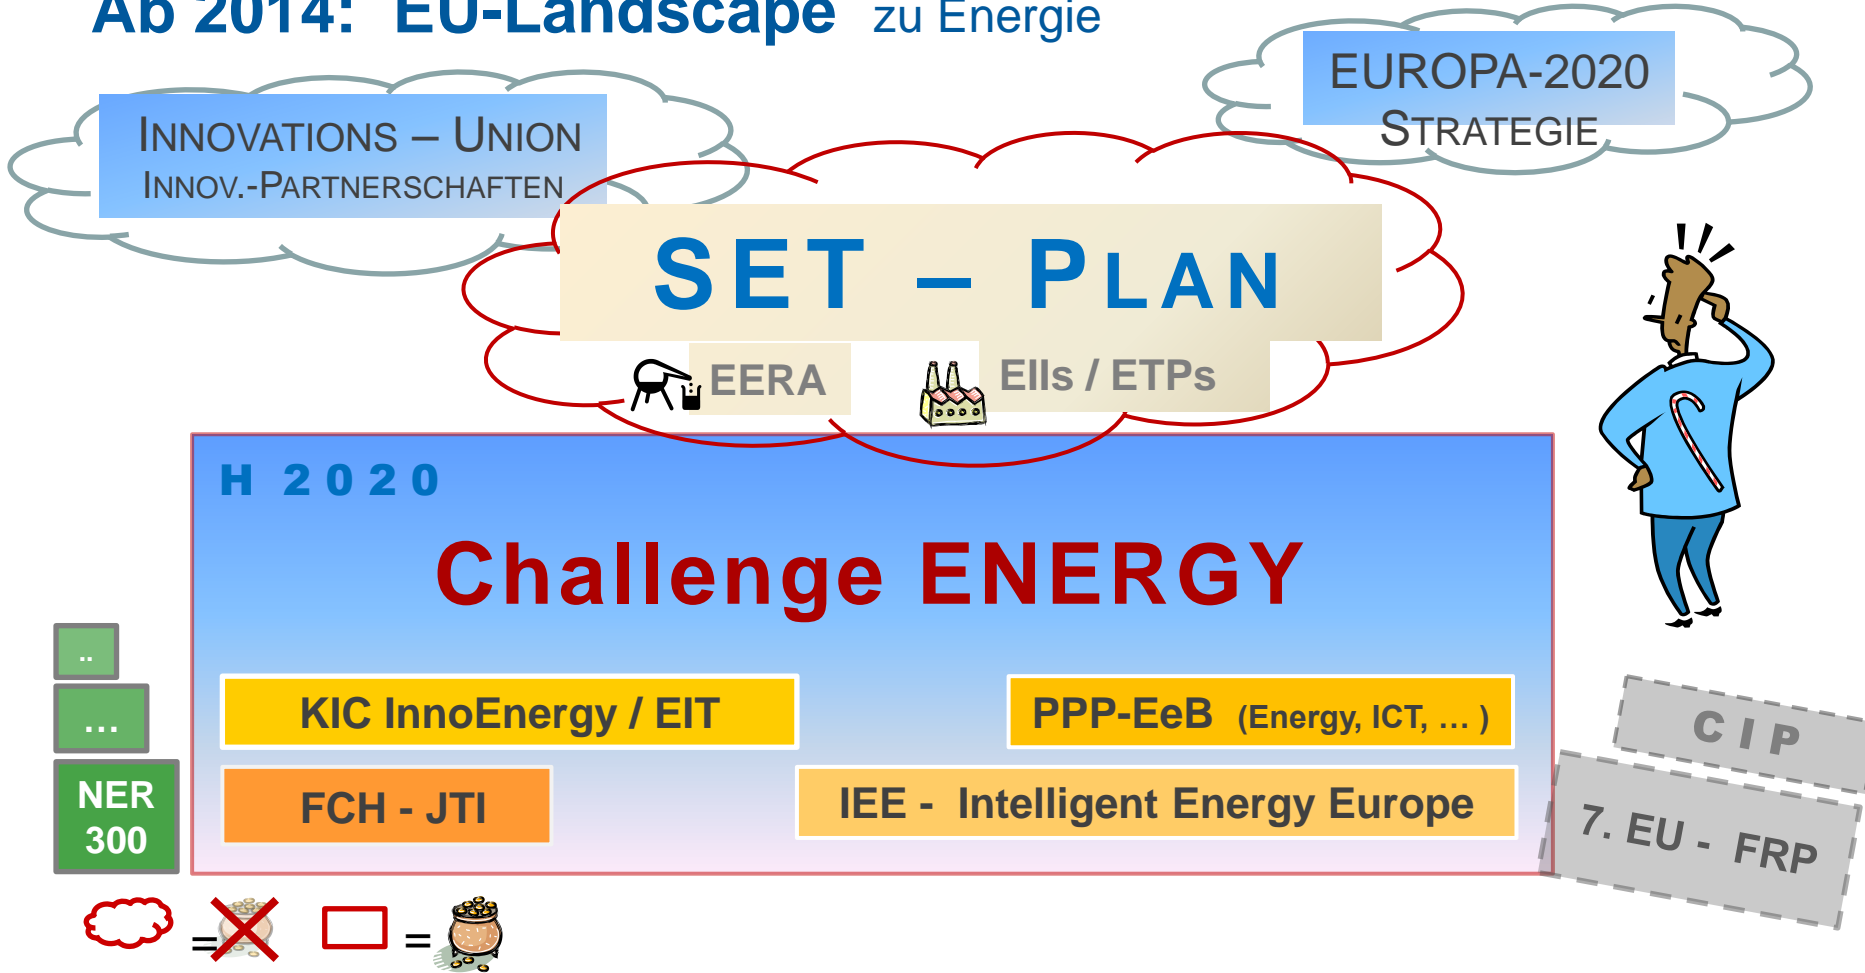 Ab 2014: EU-Landscape zu Energie
EUROPA-2020
STRATEGIE
INNOVATIONS – UNION
INNOV.-PARTNERSCHAFTEN
SET – PLAN
EERA
EIIs / ETPs
H 2020
Challenge ENERGY
..
...
NER
300
KIC InnoEnergy / EIT
PPP-EeB (Energy, ICT, ... )
FCH - JTI
IEE - Intelligent Energy Europe
CIP
7. EU - FRP
=
=